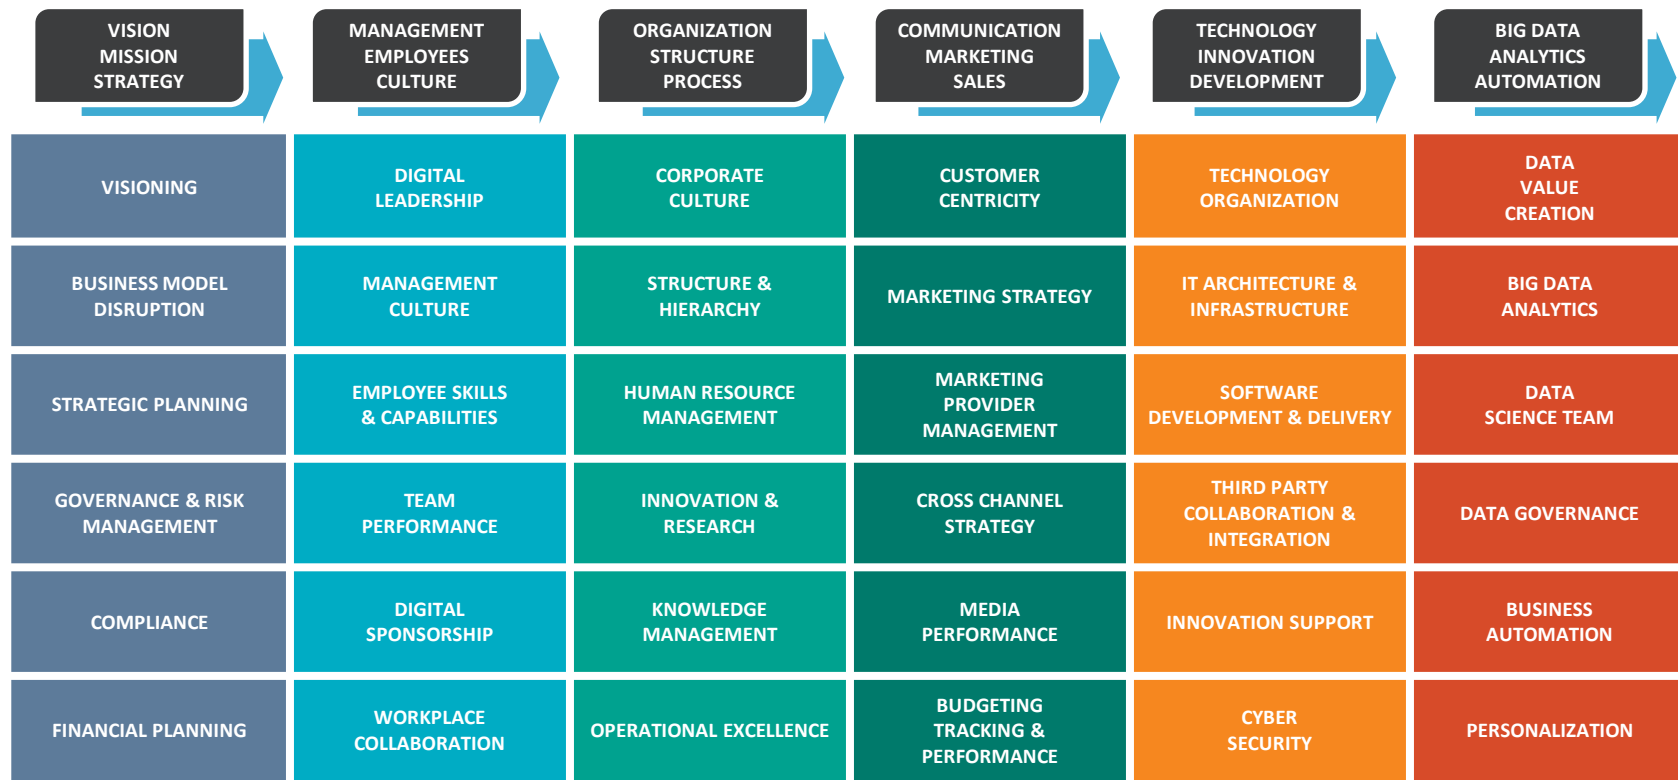 VISION
MISSION
STRATEGY
MANAGEMENT
EMPLOYEES
CULTURE
ORGANIZATION
STRUCTURE
PROCESS
COMMUNICATION
MARKETING
SALES
TECHNOLOGY
INNOVATION
DEVELOPMENT
BIG DATA
ANALYTICS
AUTOMATION
VISIONING
DIGITAL
LEADERSHIP
CORPORATE
CULTURE
CUSTOMER
CENTRICITY
TECHNOLOGY
ORGANIZATION
DATA
VALUE
CREATION
BUSINESS MODEL
DISRUPTION
MANAGEMENT
CULTURE
STRUCTURE &
HIERARCHY
MARKETING STRATEGY
IT ARCHITECTURE &
INFRASTRUCTURE
BIG DATA
ANALYTICS
STRATEGIC PLANNING
EMPLOYEE SKILLS
& CAPABILITIES
HUMAN RESOURCE
MANAGEMENT
MARKETING
PROVIDER
MANAGEMENT
SOFTWARE
DEVELOPMENT & DELIVERY
DATA
SCIENCE TEAM
GOVERNANCE & RISK
MANAGEMENT
TEAM
PERFORMANCE
INNOVATION &
RESEARCH
CROSS CHANNEL
STRATEGY
THIRD PARTY
COLLABORATION &
INTEGRATION
DATA GOVERNANCE
COMPLIANCE
DIGITAL
SPONSORSHIP
KNOWLEDGE
MANAGEMENT
MEDIA
PERFORMANCE
INNOVATION SUPPORT
BUSINESS
AUTOMATION
FINANCIAL PLANNING
WORKPLACE
COLLABORATION
OPERATIONAL EXCELLENCE
BUDGETING
TRACKING &
PERFORMANCE
CYBER
SECURITY
PERSONALIZATION